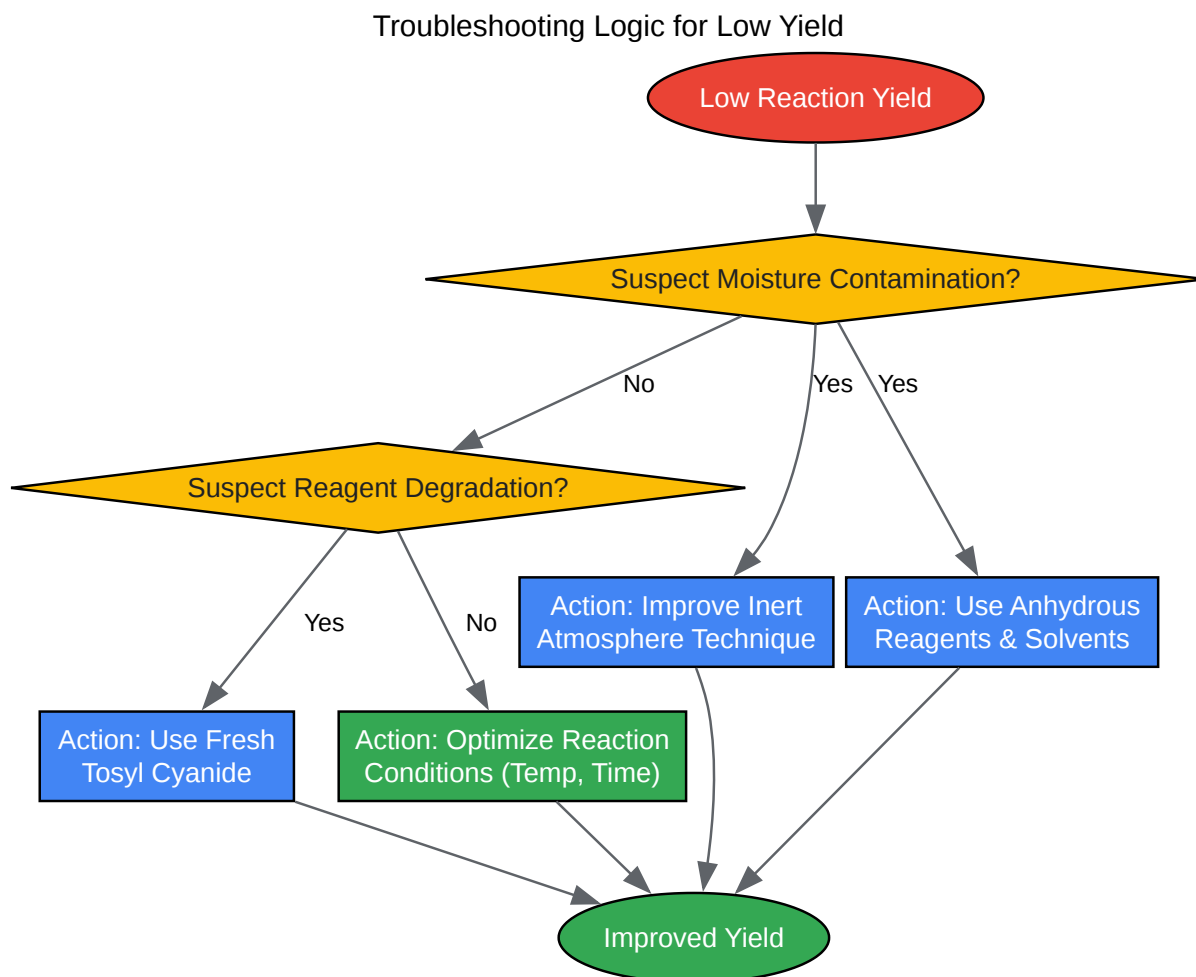 Troubleshooting Logic for Low Yield
Low Reaction Yield
Suspect Moisture Contamination?
No
Yes
Yes
Suspect Reagent Degradation?
Yes
No
Action: Improve Inert
Atmosphere Technique
Action: Use Anhydrous
Reagents & Solvents
Action: Use Fresh
Tosyl Cyanide
Action: Optimize Reaction
Conditions (Temp, Time)
Improved Yield